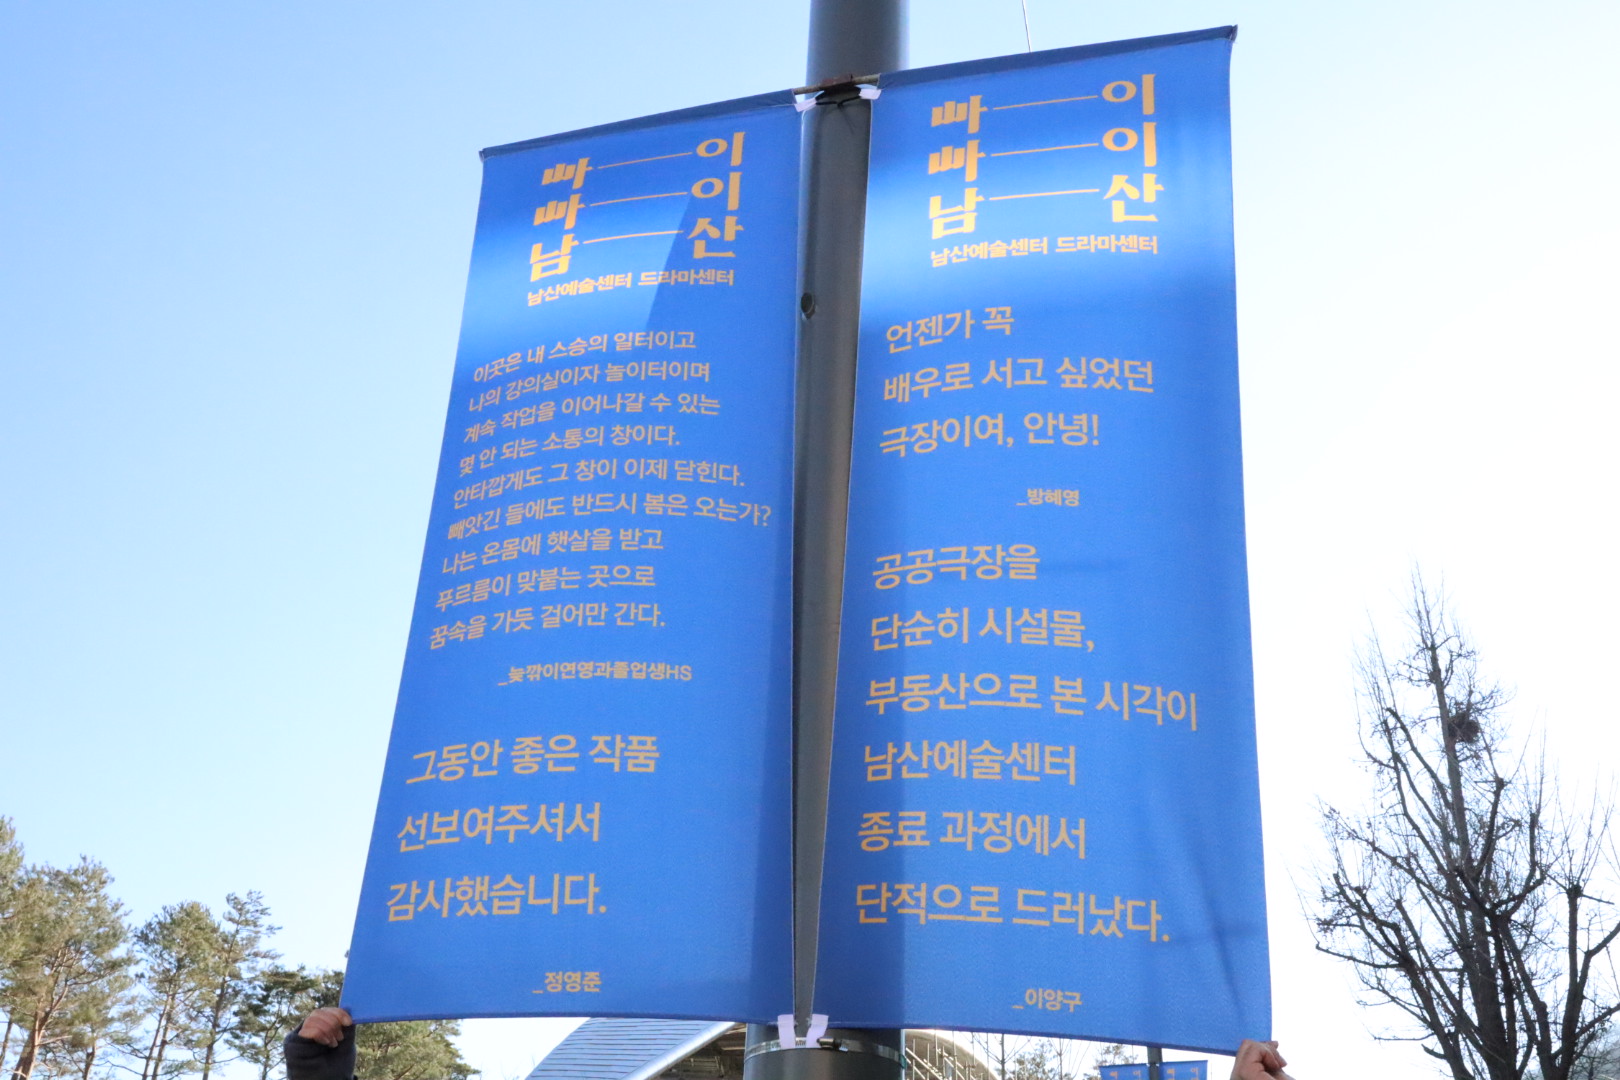 빠 이
빠 이
남 산
남산예술센터 드라마센터
이곳은 내 스승의 일터이고
나의 강의실이자 놀이터이며
계속 작업을 이어나갈 수 있는
몇 안 되는 소통의 창이다.
안타깝게도 그 창이 이제 닫힌다.
빼앗긴 들에도 반드시 봄은 오는가?
나는 온몸에 햇살을 받고
푸르름이 맞붙는 곳으로
꿈속을 가듯 걸어만 간다.
_늦깎이연영과졸업생HS
그동안 좋은 작품
선보여주셔서
감사했습니다.
_정영준
빠 이
빠 이
남 산
남산예술센터 드라마센터
언젠가 꼭
배우로 서고 싶었던
극장이여, 안녕!
_방혜영
공공극장을
단순히 시설물,
부동산으로 본 시각이
남산예술센터
종료 과정에서
단적으로 드러났다.
_이양구